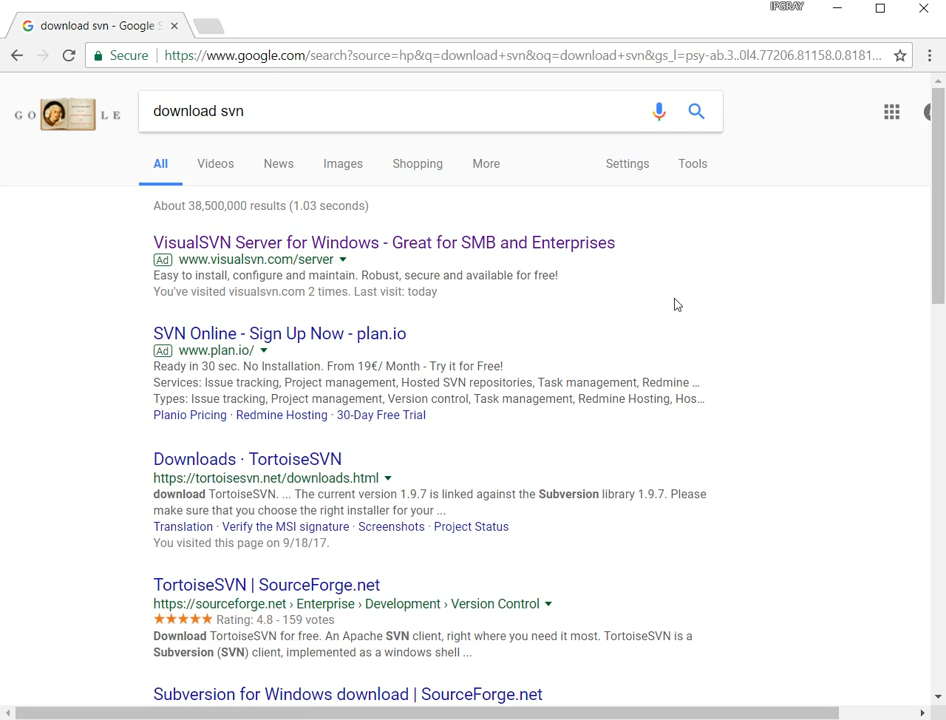 IPGRAY
download svn - Google S
Secure https://www.google.com/search?source=hp&q=download+svn&oq=download+svn&gs_l=psy-ab.3..0l4.77206.81158.0.8181...
G O LE
download svn
All Videos News Images Shopping More Settings Tools
About 38,500,000 results (1.03 seconds)
VisualSVN Server for Windows - Great for SMB and Enterprises
Ad www.visualsvn.com/server
Easy to install, configure and maintain. Robust, secure and available for free!
You've visited visualsvn.com 2 times. Last visit: today
SVN Online - Sign Up Now - plan.io
Ad www.plan.io/
Ready in 30 sec. No Installation. From 19€/ Month - Try it for Free!
Services: Issue tracking, Project management, Hosted SVN repositories, Task management, Redmine ...
Types: Issue tracking, Project management, Version control, Task management, Redmine Hosting, Hos...
Planio Pricing · Redmine Hosting · 30-Day Free Trial
Downloads · TortoiseSVN
https://tortoisesvn.net/downloads.html
download TortoiseSVN. ... The current version 1.9.7 is linked against the Subversion library 1.9.7. Please
make sure that you choose the right installer for your ...
Translation · Verify the MSI signature · Screenshots · Project Status
You visited this page on 9/18/17.
TortoiseSVN | SourceForge.net
https://sourceforge.net › Enterprise › Development › Version Control
Rating: 4.8 - 159 votes
Download TortoiseSVN for free. An Apache SVN client, right where you need it most. TortoiseSVN is a
Subversion (SVN) client, implemented as a windows shell ...
Subversion for Windows download | SourceForge.net